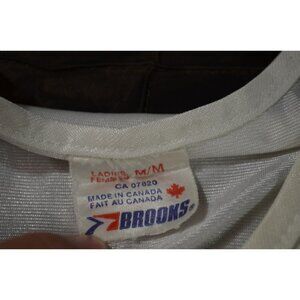 LADIES M/M
FEMMES
CA 07820
MADE IN CANADA
FAIT AU CANADA
BROOKS